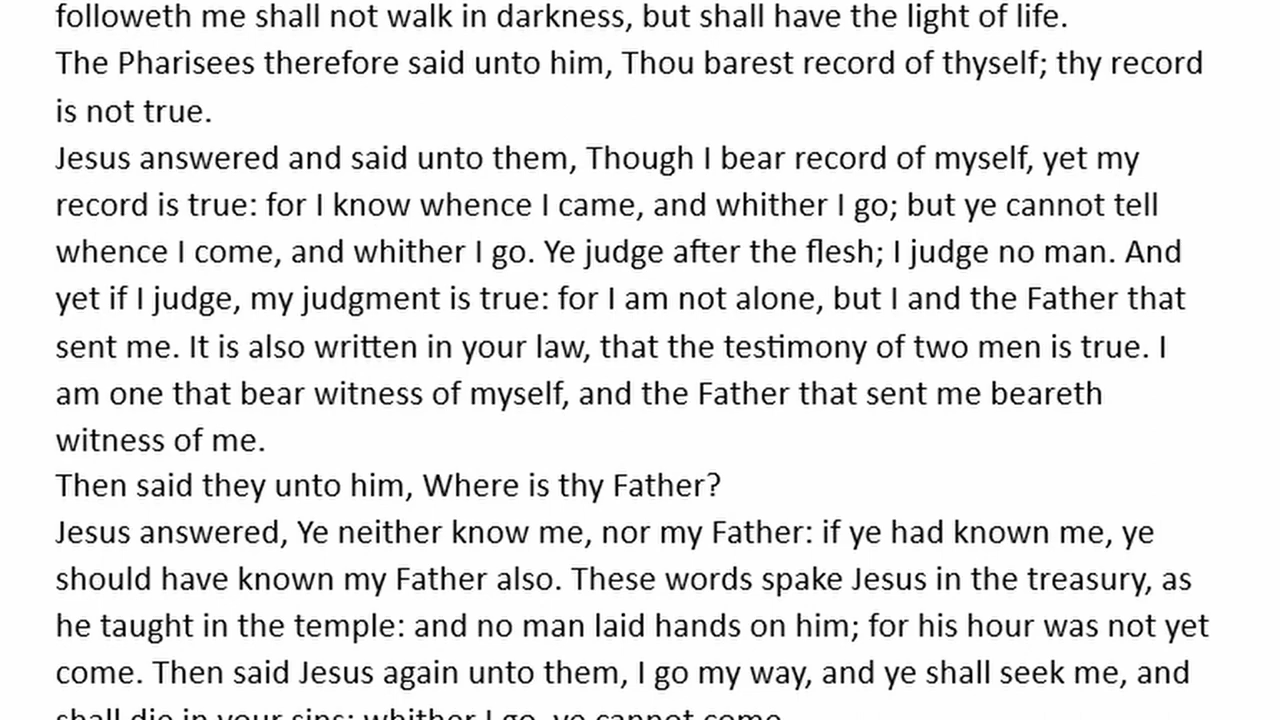 followeth me shall not walk in darkness, but shall have the light of life.
The Pharisees therefore said unto him, Thou barest record of thyself; thy record
is not true.
Jesus answered and said unto them, Though I bear record of myself, yet my
record is true: for I know whence I came, and whither I go; but ye cannot tell
whence I come, and whither I go. Ye judge after the flesh; I judge no man. And
yet if I judge, my judgment is true: for I am not alone, but I and the Father that
sent me. It is also written in your law, that the testimony of two men is true. I
am one that bear witness of myself, and the Father that sent me beareth
witness of me.
Then said they unto him, Where is thy Father?
Jesus answered, Ye neither know me, nor my Father: if ye had known me, ye
should have known my Father also. These words spake Jesus in the treasury, as
he taught in the temple: and no man laid hands on him; for his hour was not yet
come. Then said Jesus again unto them, I go my way, and ye shall seek me, and
shall die in your sins: whither I go, ye cannot come.